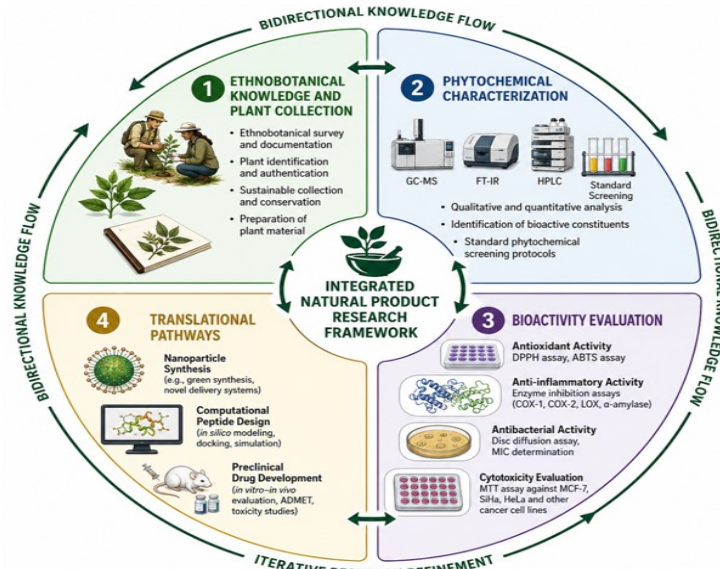 BIDIRECTIONAL KNOWLEDGE FLOW
1
ETHNOBOTANICAL
KNOWLEDGE AND
PLANT COLLECTION
• Ethnobotanical survey
and documentation
• Plant identification
and authentication
• Sustainable collection
and conservation
• Preparation of
plant material
2
PHYTOCHEMICAL
CHARACTERIZATION
GC-MS
FT-IR
HPLC
Standard
Screening
• Qualitative and quantitative analysis
• Identification of bioactive constituents
• Standard phytochemical
screening protocols
BIDIRECTIONAL KNOWLEDGE FLOW
BIDIRECTIONAL KNOWLEDGE FLOW
INTEGRATED
NATURAL PRODUCT
RESEARCH
FRAMEWORK
4
TRANSLATIONAL
PATHWAYS
Nanoparticle
Synthesis
(e.g., green synthesis,
novel delivery systems)
Computational
Peptide Design
(in silico modeling,
docking, simulation)
Preclinical
Drug Development
(in vitro–in vivo
evaluation, ADMET,
toxicity studies)
3
BIOACTIVITY EVALUATION
Antioxidant Activity
DPPH assay, ABTS assay
Anti-inflammatory Activity
Enzyme inhibition assays
(COX-1, COX-2, LOX, α-amylase)
Antibacterial Activity
Disc diffusion assay,
MIC determination
Cytotoxicity Evaluation
MTT assay against MCF-7,
SiHa, HeLa and other
cancer cell lines
ITERATIVE
REFINEMENT